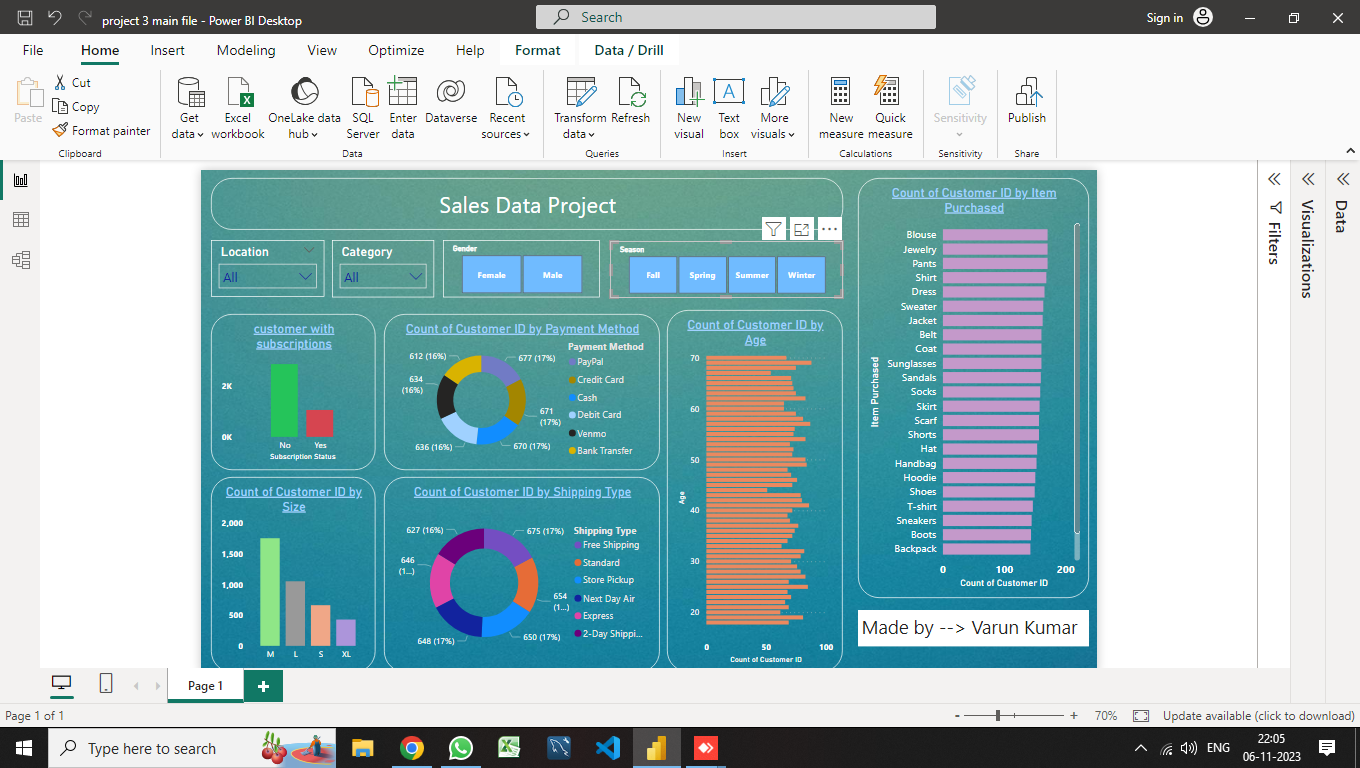 project 3 main file - Power BI Desktop
Search
Sign in
File
Home
Insert
Modeling
View
Optimize
Help
Format
Data / Drill
Paste
Cut
Copy
Format painter
Clipboard
Get data
Excel workbook
OneLake data hub
SQL Server
Enter data
Dataverse
Recent sources
Data
Transform data
Refresh
Queries
New visual
Text box
More visuals
Insert
New measure
Quick measure
Calculations
Sensitivity
Sensitivity
Publish
Share
Sales Data Project
Location
All
Category
All
Gender
Female
Male
Season
Fall
Spring
Summer
Winter
customer with
subscriptions
2K
0K
No
Yes
Subscription Status
Count of Customer ID by Payment Method
612 (16%)
677 (17%)
634
(16%)
671
(17%)
636 (16%)
670 (17%)
Payment Method
PayPal
Credit Card
Cash
Debit Card
Venmo
Bank Transfer
Count of Customer ID by
Size
2,000
1,500
1,000
500
0
M
L
S
XL
Count of Customer ID by Shipping Type
627 (16%)
675 (17%)
646
(1...)
654
(1...)
648 (17%)
650 (17%)
Shipping Type
Free Shipping
Standard
Store Pickup
Next Day Air
Express
2-Day Shippi...
Count of Customer ID by
Age
70
60
50
40
30
20
Age
0
50
100
Count of Customer ID
Count of Customer ID by Item
Purchased
Item Purchased
Blouse
Jewelry
Pants
Shirt
Dress
Sweater
Jacket
Belt
Coat
Sunglasses
Sandals
Socks
Skirt
Scarf
Shorts
Hat
Handbag
Hoodie
Shoes
T-shirt
Sneakers
Boots
Backpack
0
100
200
Count of Customer ID
Made by --> Varun Kumar
Filters
Visualizations
Data
Page 1
Page 1 of 1
70%
Update available (click to download)
Type here to search
ENG
22:05
06-11-2023